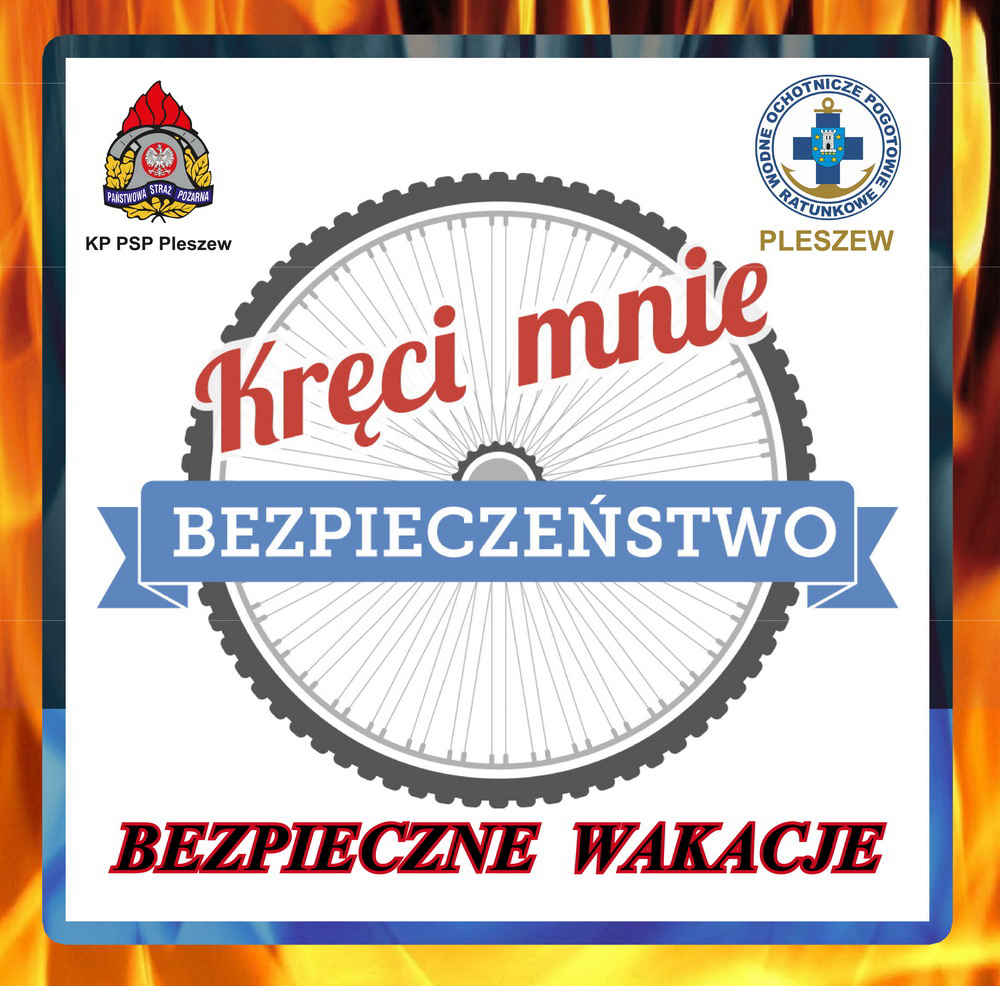 PAŃSTWOWA STRAŻ POŻARNA
KP PSP Pleszew
WODNE OCHOTNICZE POGOTOWIE RATUNKOWE
PLESZEW
Kręci mnie
BEZPIECZEŃSTWO
BEZPIECZNE WAKACJE